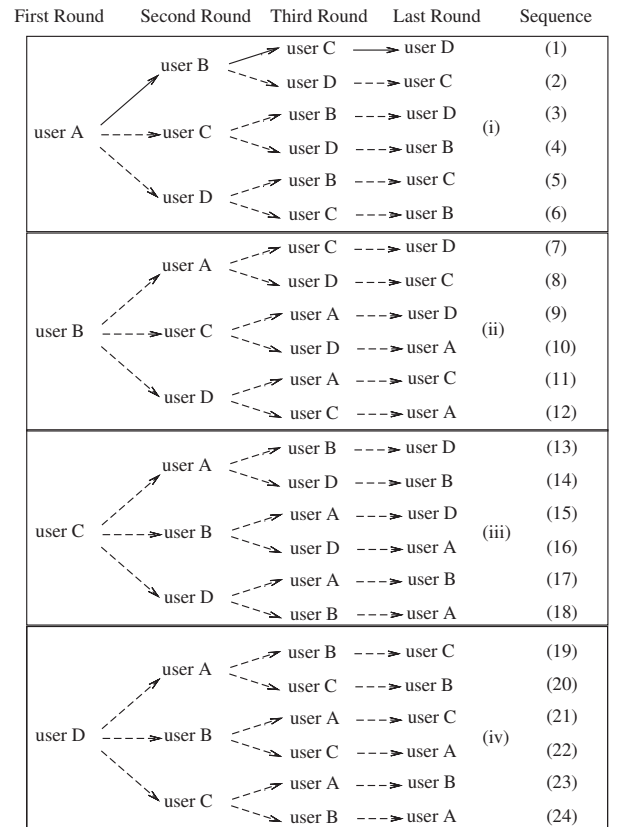 First Round Second Round Third Round Last Round Sequence
user C user D (1)
user B
user D user C (2)
user B user D (3)
user A user C (i)
user D user B (4)
user B user C (5)
user D
user C user B (6)
user C user D (7)
user A
user D user C (8)
user A user D (9)
user B user C (ii)
user D user A (10)
user A user C (11)
user D
user C user A (12)
user B user D (13)
user A
user D user B (14)
user A user D (15)
user C user B (iii)
user D user A (16)
user A user B (17)
user D
user B user A (18)
user B user C (19)
user A
user C user B (20)
user A user C (21)
user D user B (iv)
user C user A (22)
user A user B (23)
user C
user B user A (24)